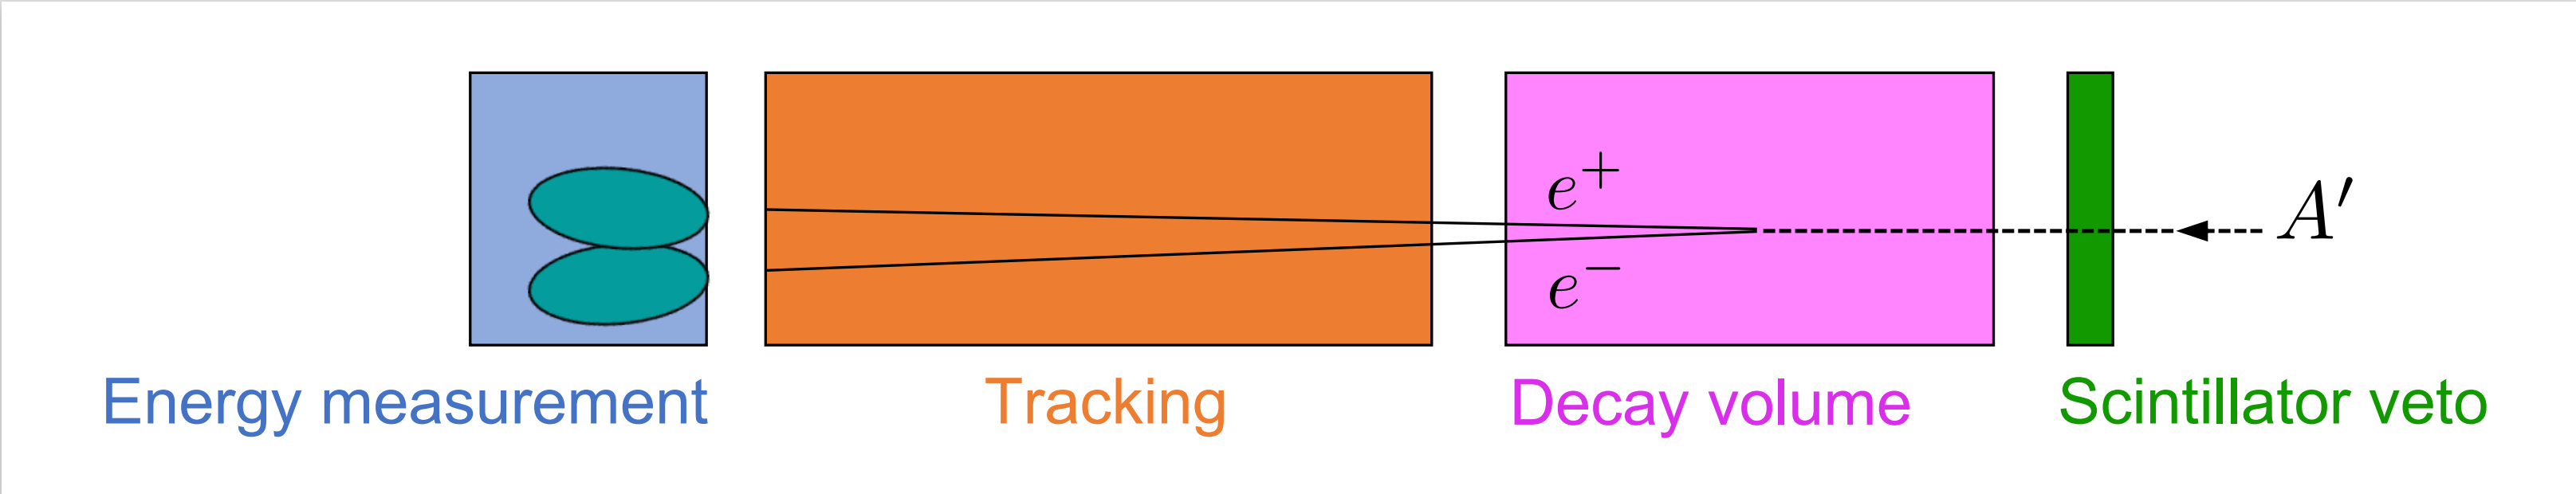 e⁺
A′
e⁻
Energy measurement
Tracking
Decay volume
Scintillator veto